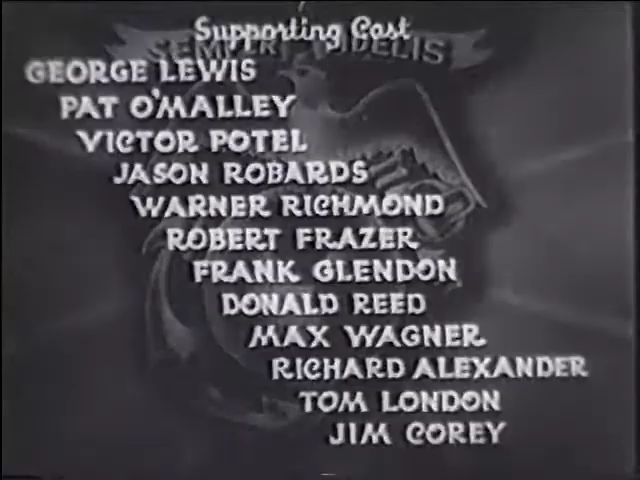 Supporting Cast
SEMPER FIDELIS
GEORGE LEWIS
PAT O'MALLEY
VICTOR POTEL
JASON ROBARDS
WARNER RICHMOND
ROBERT FRAZER
FRANK GLENDON
DONALD REED
MAX WAGNER
RICHARD ALEXANDER
TOM LONDON
JIM COREY